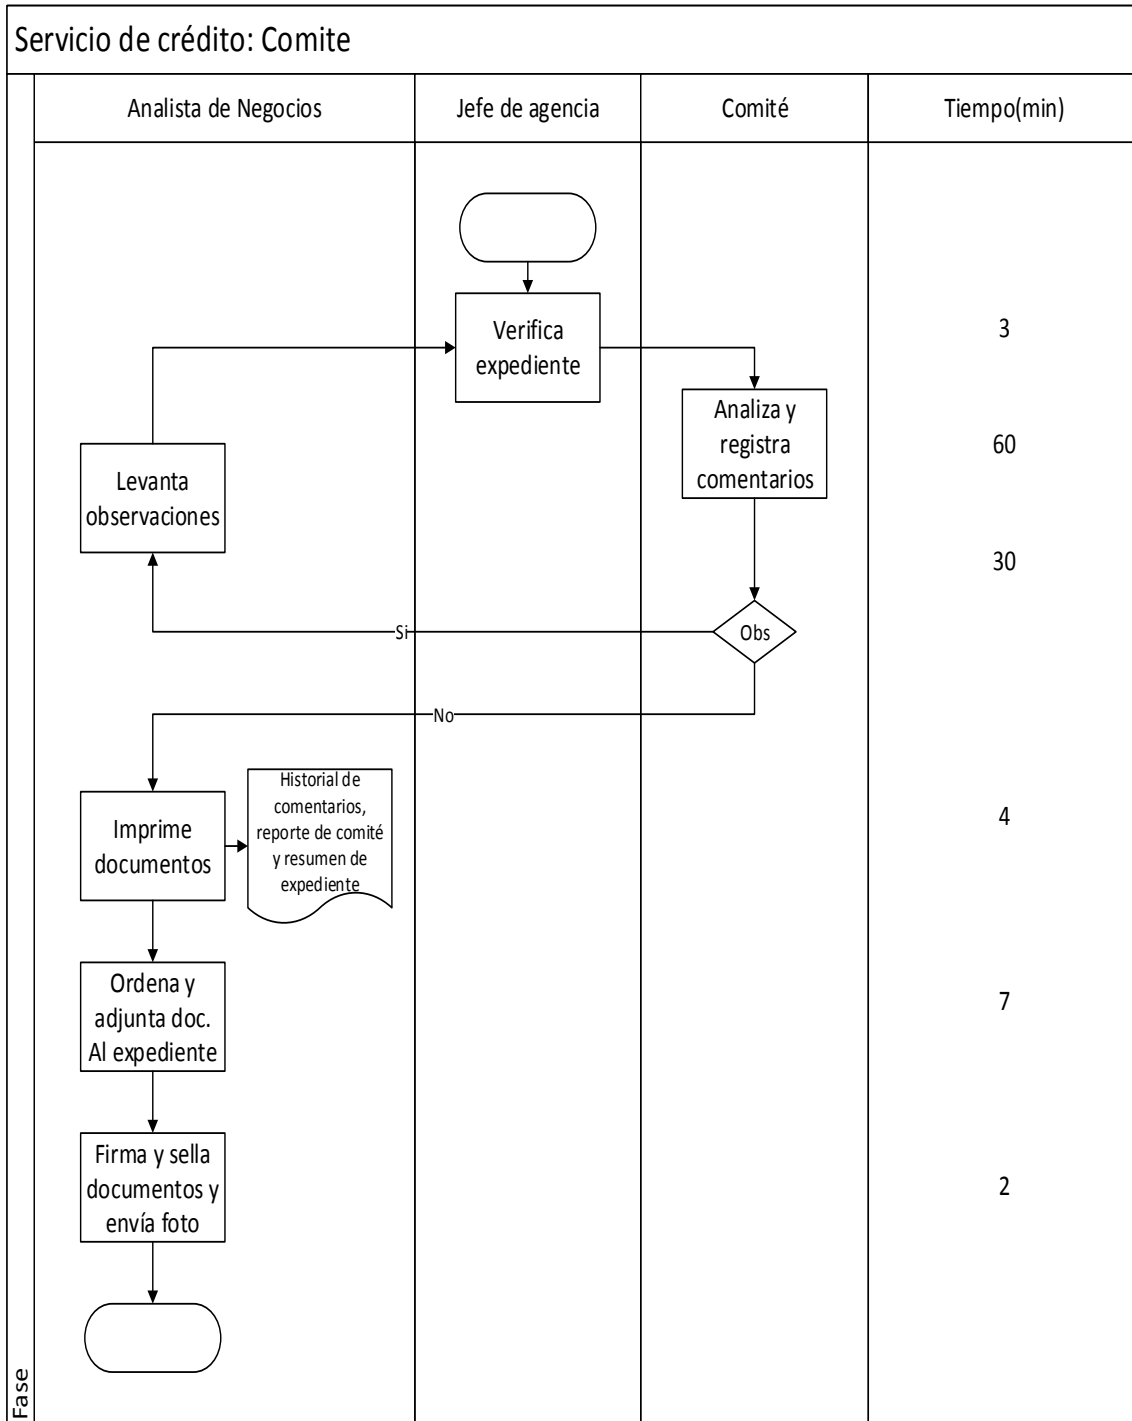 Servicio de crédito: Comite
Analista de Negocios
Jefe de agencia
Comité
Tiempo(min)
Verifica
expediente
3
Analiza y
registra
comentarios
60
Levanta
observaciones
30
Obs
Si
No
Imprime
documentos
Historial de
comentarios,
reporte de comité
y resumen de
expediente
4
Ordena y
adjunta doc.
Al expediente
7
Firma y sella
documentos y
envía foto
2
Fase